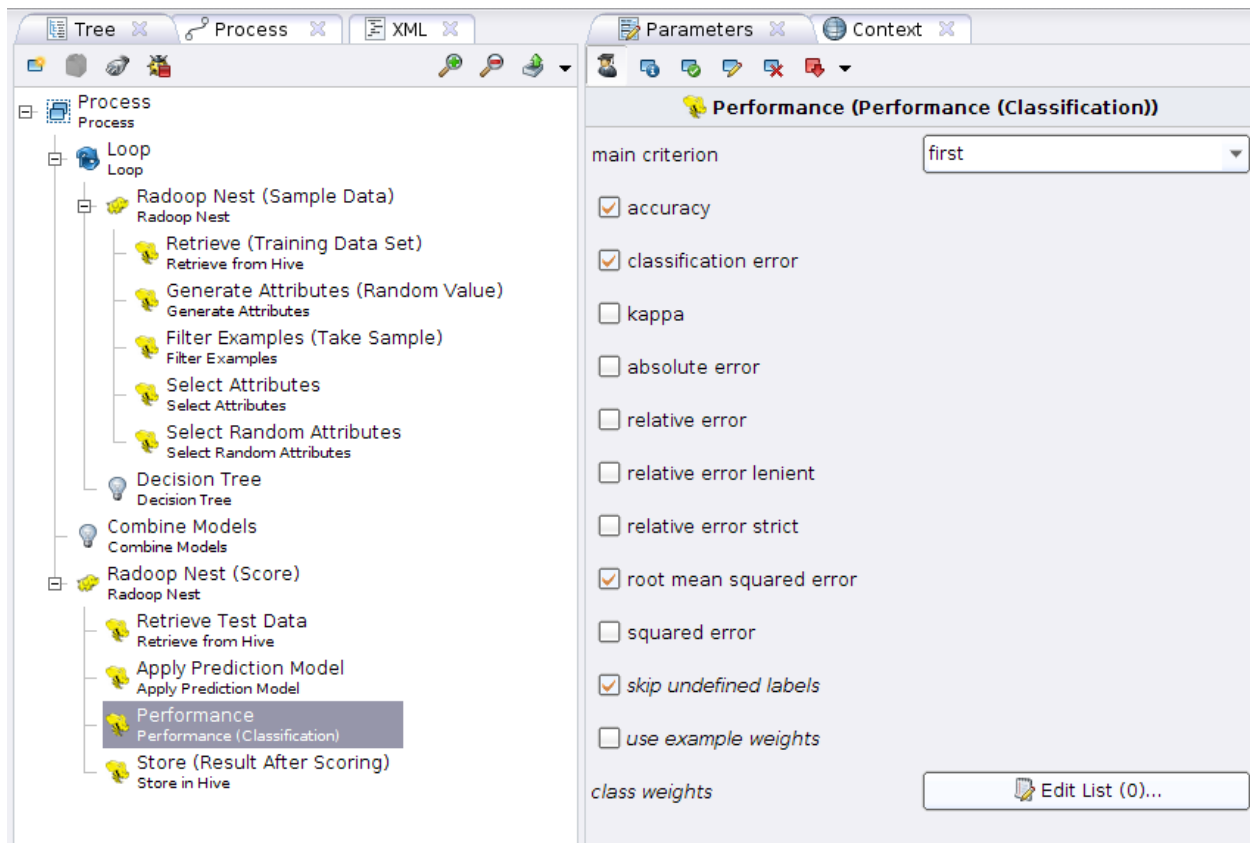 Tree
Process
XML
Process
Process
Loop
Loop
Radoop Nest (Sample Data)
Radoop Nest
Retrieve (Training Data Set)
Retrieve from Hive
Generate Attributes (Random Value)
Generate Attributes
Filter Examples (Take Sample)
Filter Examples
Select Attributes
Select Attributes
Select Random Attributes
Select Random Attributes
Decision Tree
Decision Tree
Combine Models
Combine Models
Radoop Nest (Score)
Radoop Nest
Retrieve Test Data
Retrieve from Hive
Apply Prediction Model
Apply Prediction Model
Performance
Performance (Classification)
Store (Result After Scoring)
Store in Hive
Parameters
Context
Performance (Performance (Classification))
main criterion first
accuracy
classification error
kappa
absolute error
relative error
relative error lenient
relative error strict
root mean squared error
squared error
skip undefined labels
use example weights
class weights Edit List (0)...